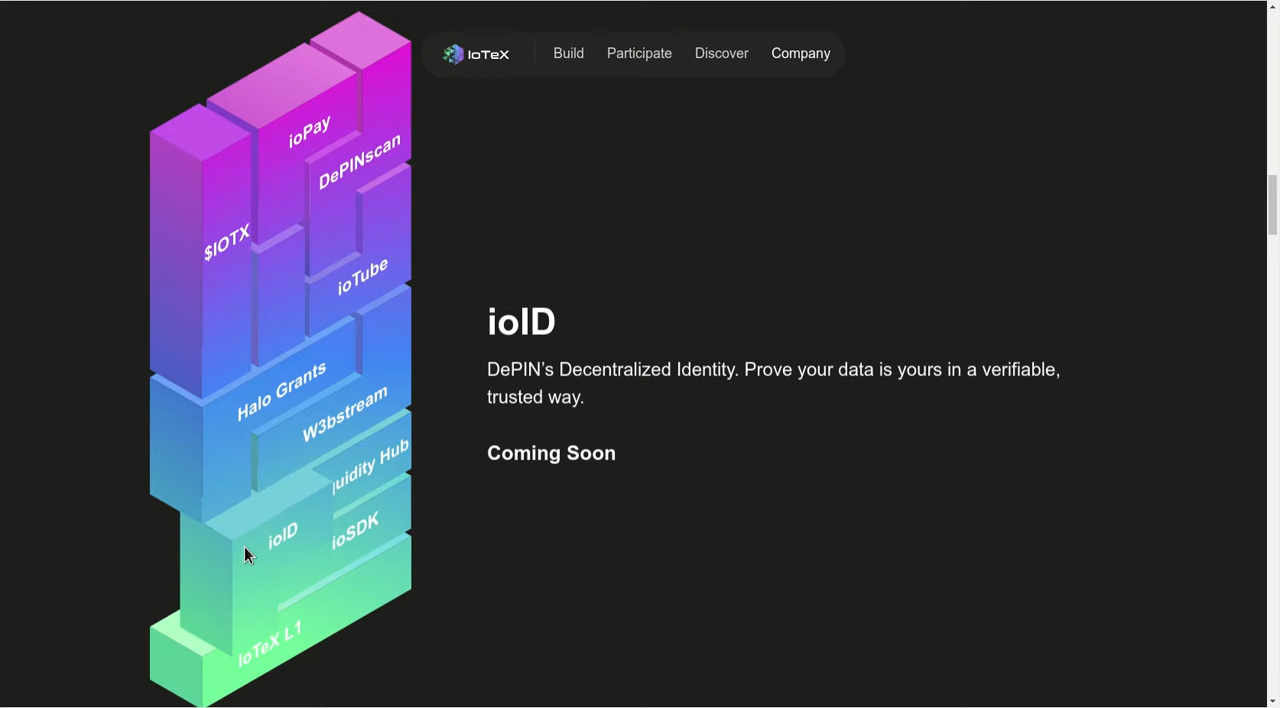 IoTeX
Build
Participate
Discover
Company
ioPay
DePINscan
$IOTX
ioTube
Halo Grants
W3bstream
quidity Hub
ioID
ioSDK
IoTeX L1
ioID
DePIN’s Decentralized Identity. Prove your data is yours in a verifiable,
trusted way.
Coming Soon